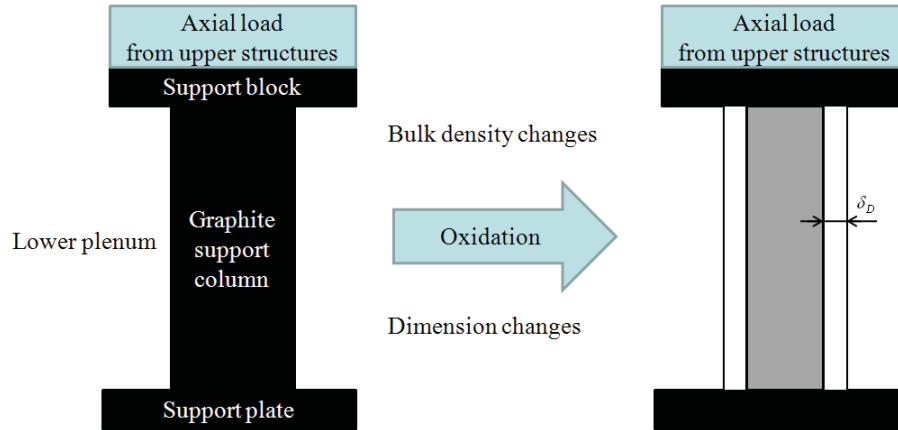 Axial load
from upper structures
Support block
Graphite
support
column
Lower plenum
Support plate
Bulk density changes
Oxidation
Dimension changes
Axial load
from upper structures
δ_D